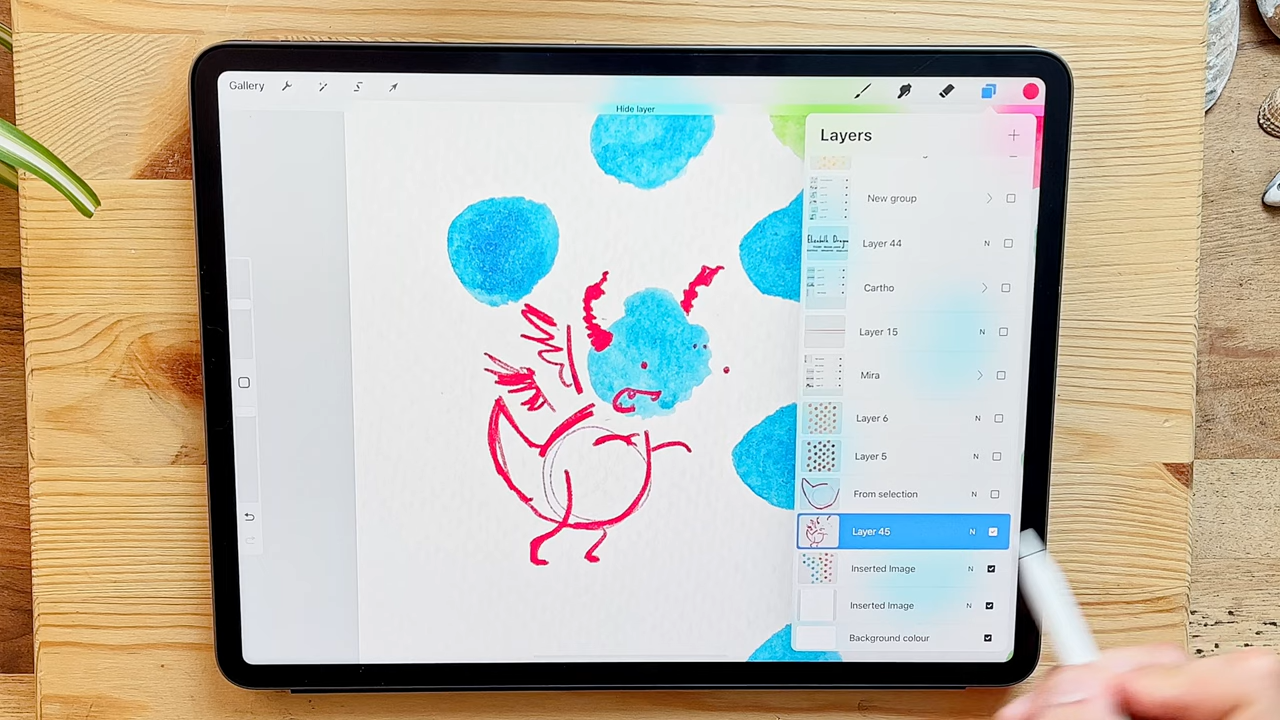 Gallery
Hide layer
Layers
New group
Layer 44 N
Cartho
Layer 15 N
Mira
Layer 6 N
Layer 5 N
From selection N
Layer 45 N
Inserted Image N
Inserted Image N
Background colour